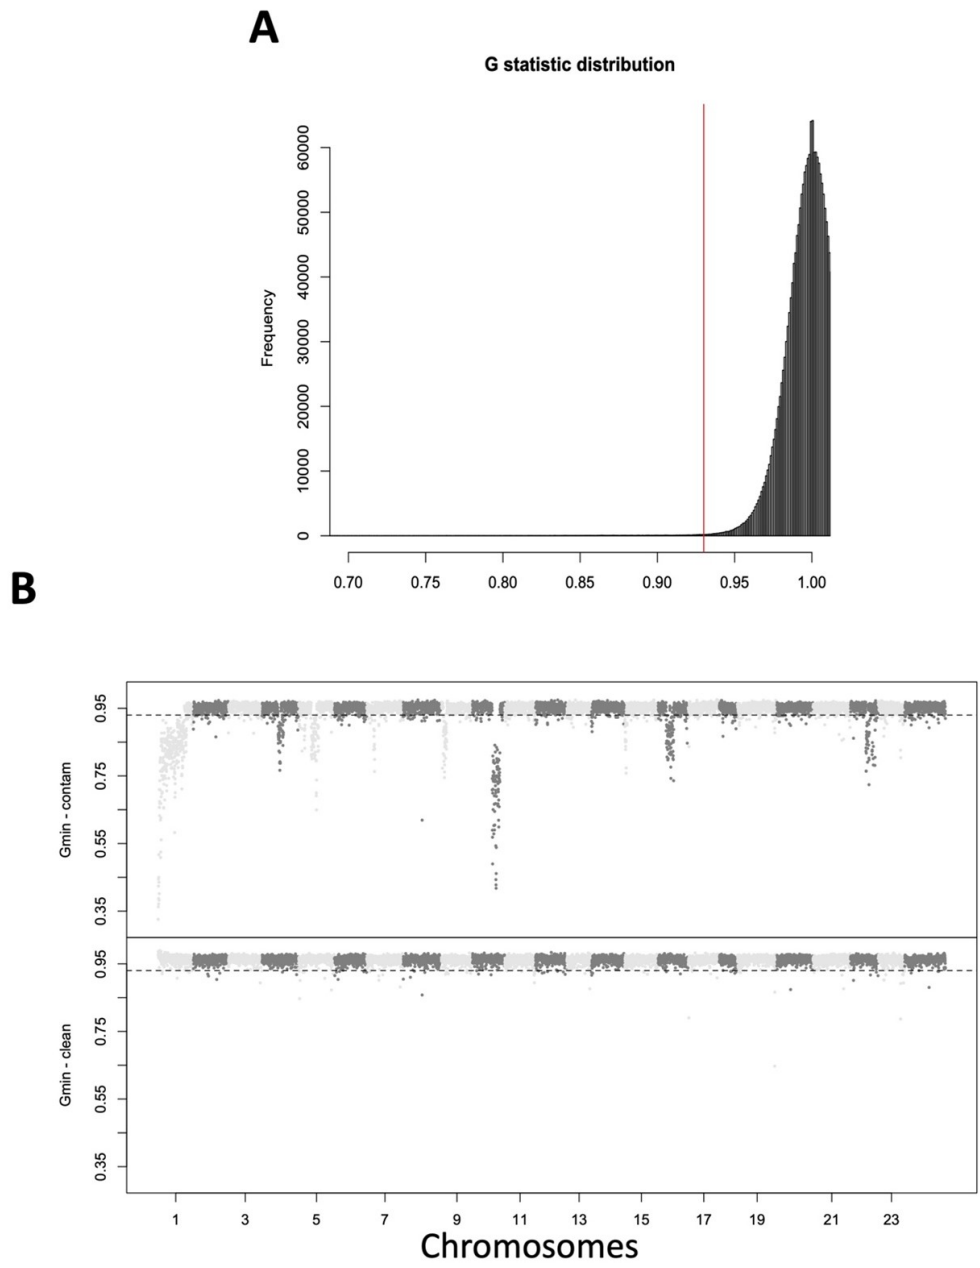 A
G statistic distribution
Frequency
60000
50000
40000
30000
20000
10000
0
0.70 0.75 0.80 0.85 0.90 0.95 1.00
B
Gmin - contam
0.95
0.75
0.55
0.35
Gmin - clean
0.95
0.75
0.55
0.35
1 3 5 7 9 11 13 15 17 19 21 23
Chromosomes